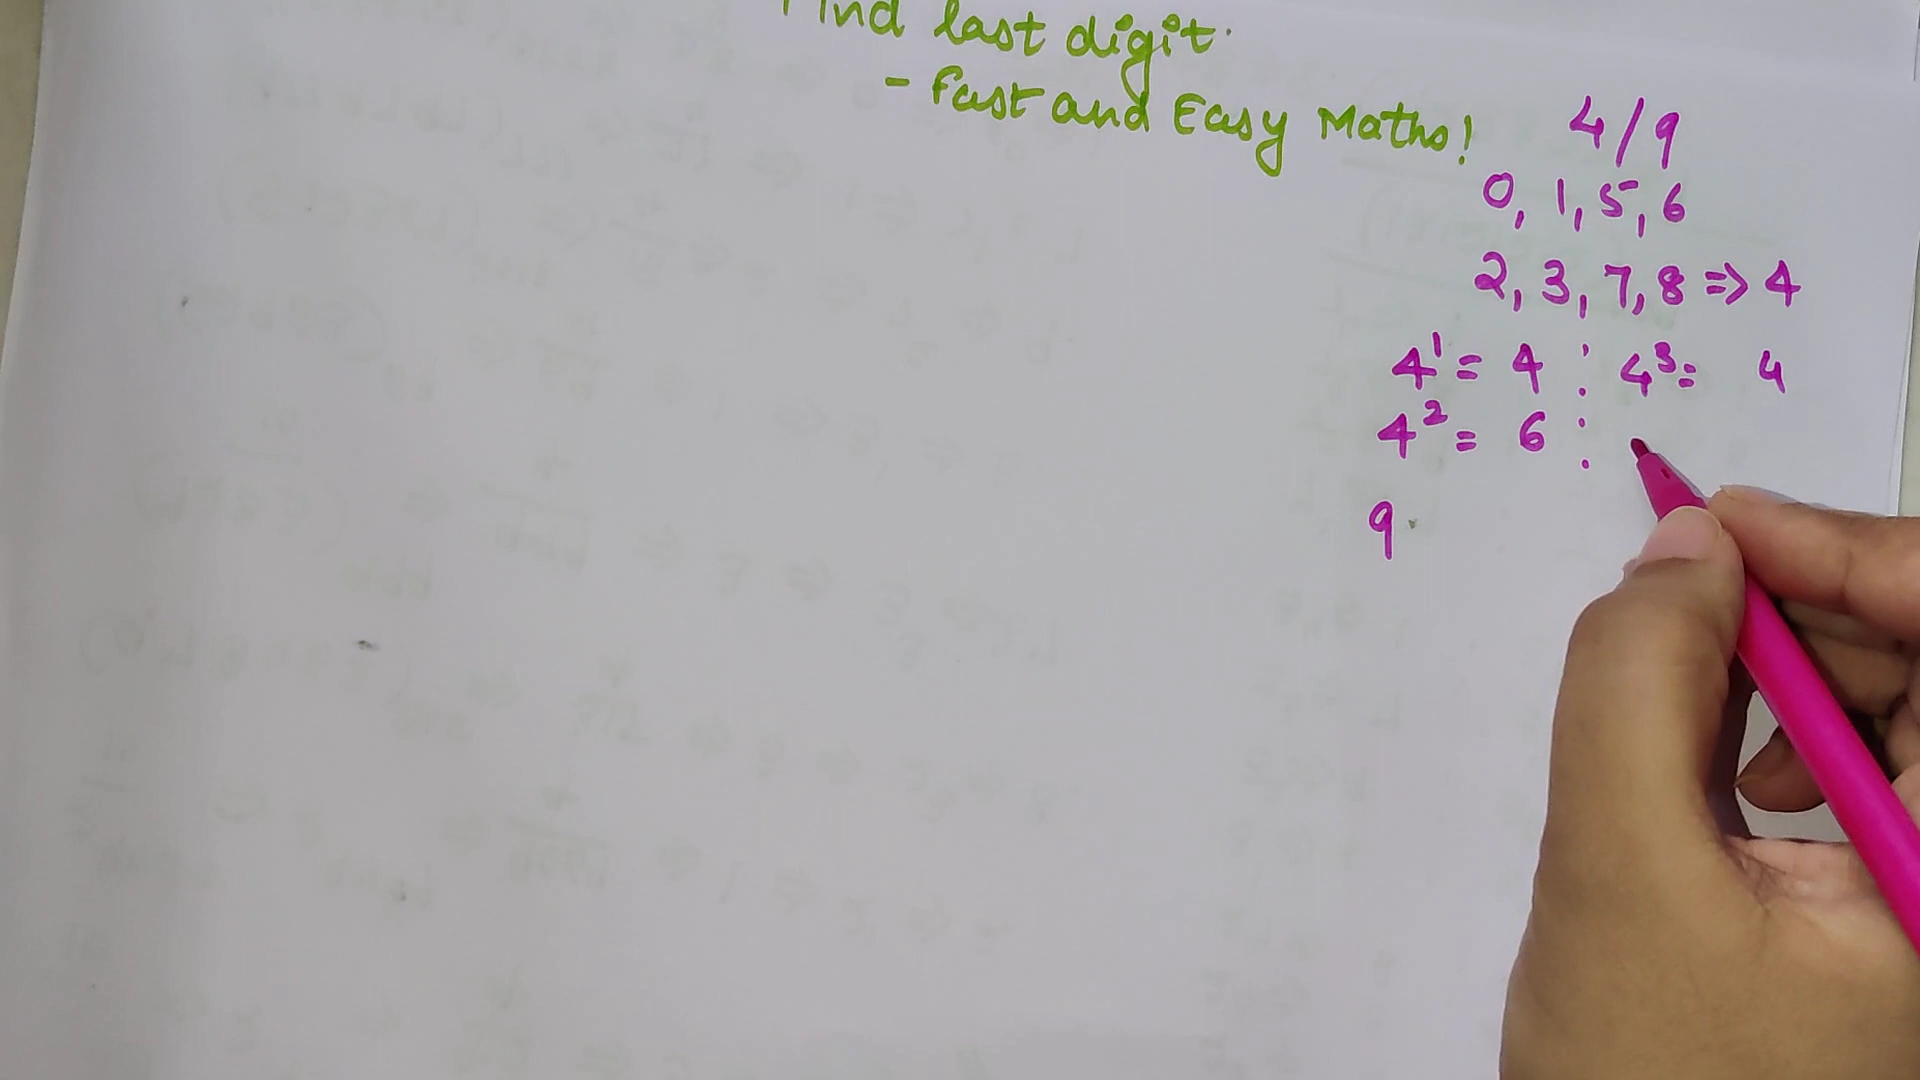 Find last digit.
- Fast and Easy Maths!
4/9
0, 1, 5, 6
2, 3, 7, 8 => 4
4¹ = 4 : 4³ = 4
4² = 6 :
9